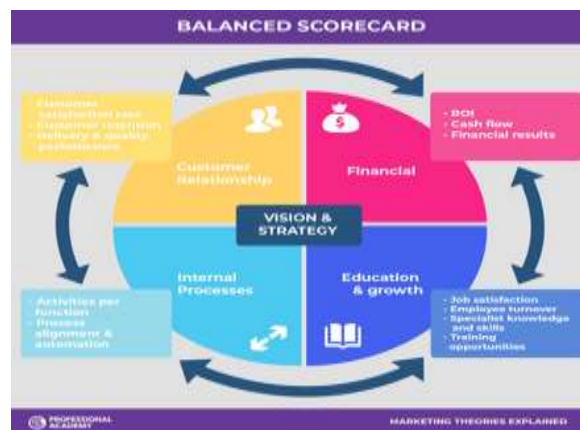 BALANCED SCORECARD
• Customer
satisfaction rate
• Customer retention
• Delivery & quality
performance
• ROI
• Cash flow
• Financial results
Customer
Relationship
Financial
VISION &
STRATEGY
Internal
Processes
Education
& growth
• Activities per
function
• Process
alignment &
automation
• Job satisfaction
• Employee turnover
• Specialist knowledge
and skills
• Training
opportunities
PROFESSIONAL
ACADEMY
MARKETING THEORIES EXPLAINED